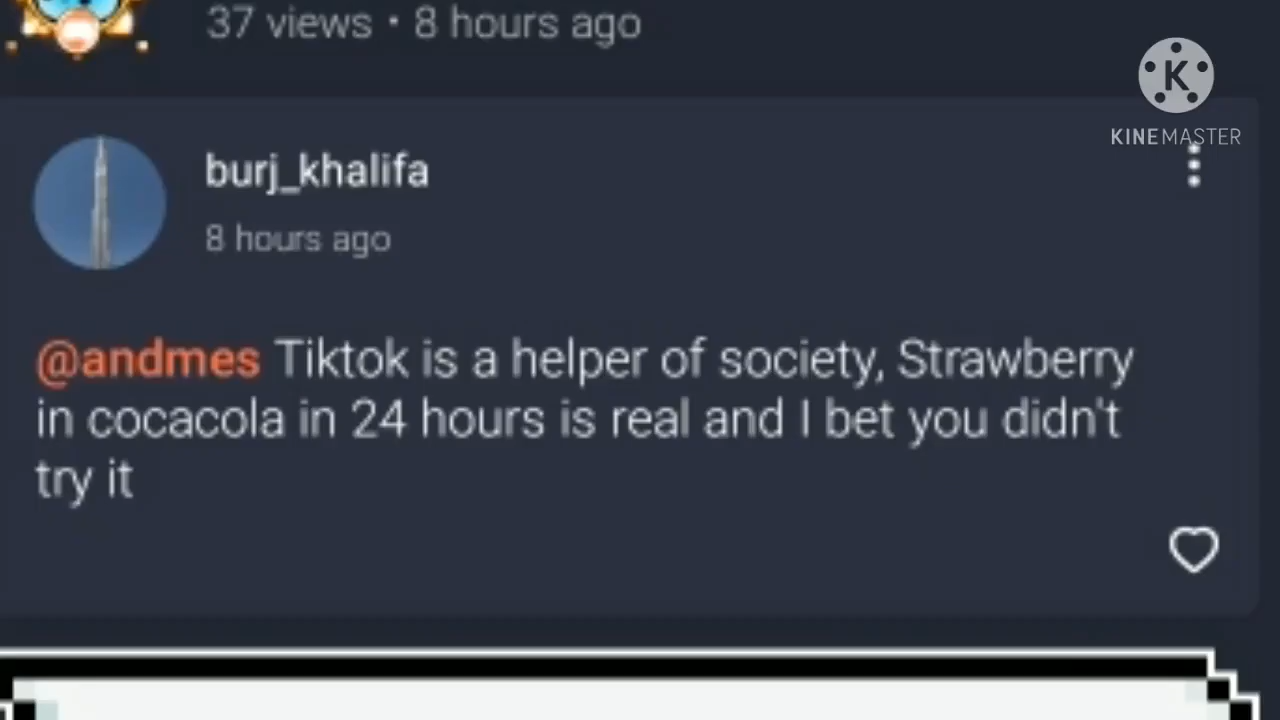 37 views • 8 hours ago
K
KINEMASTER
burj_khalifa
8 hours ago
@andmes Tiktok is a helper of society, Strawberry
in cocacola in 24 hours is real and I bet you didn't
try it